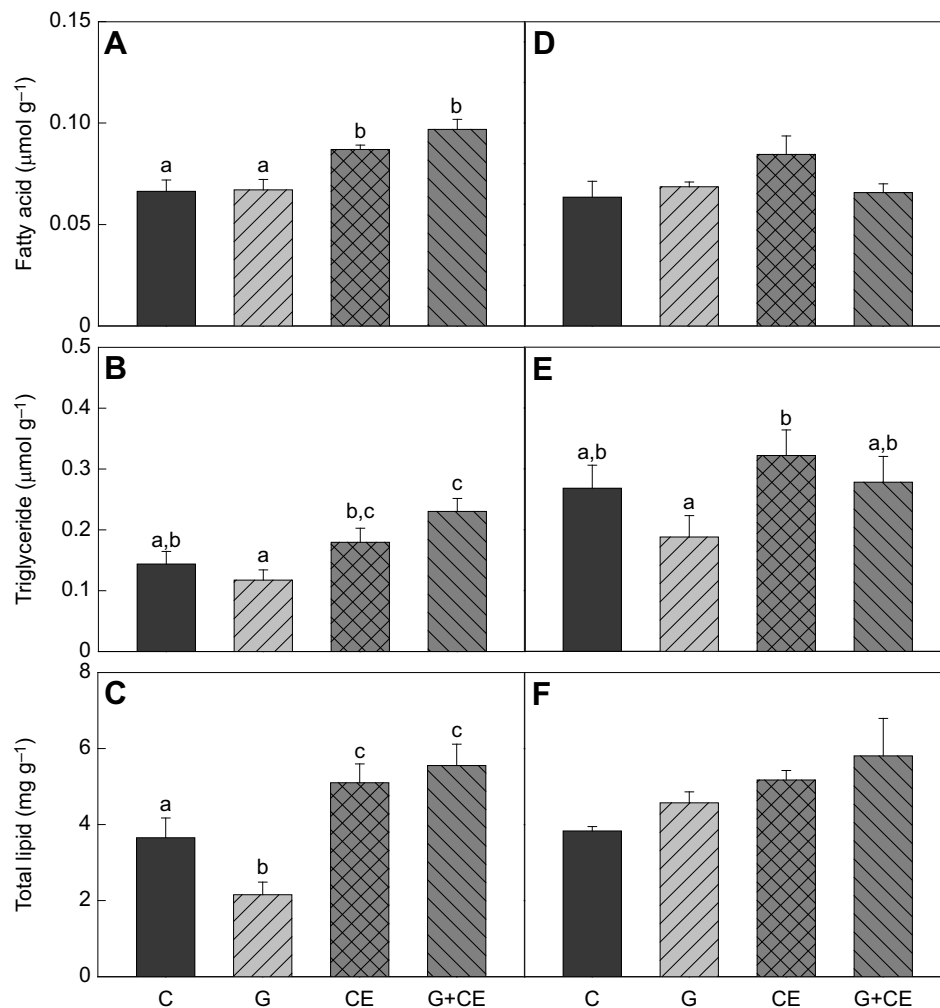 A
D
0.15
0.10
0.05
0
Fatty acid (μmol g⁻¹)
a
a
b
b
B
E
0.5
0.4
0.3
0.2
0.1
0
Triglyceride (μmol g⁻¹)
a,b
a
b,c
c
a,b
a
b
a,b
C
F
8
6
4
2
0
Total lipid (mg g⁻¹)
a
b
c
c
C
G
CE
G+CE
C
G
CE
G+CE